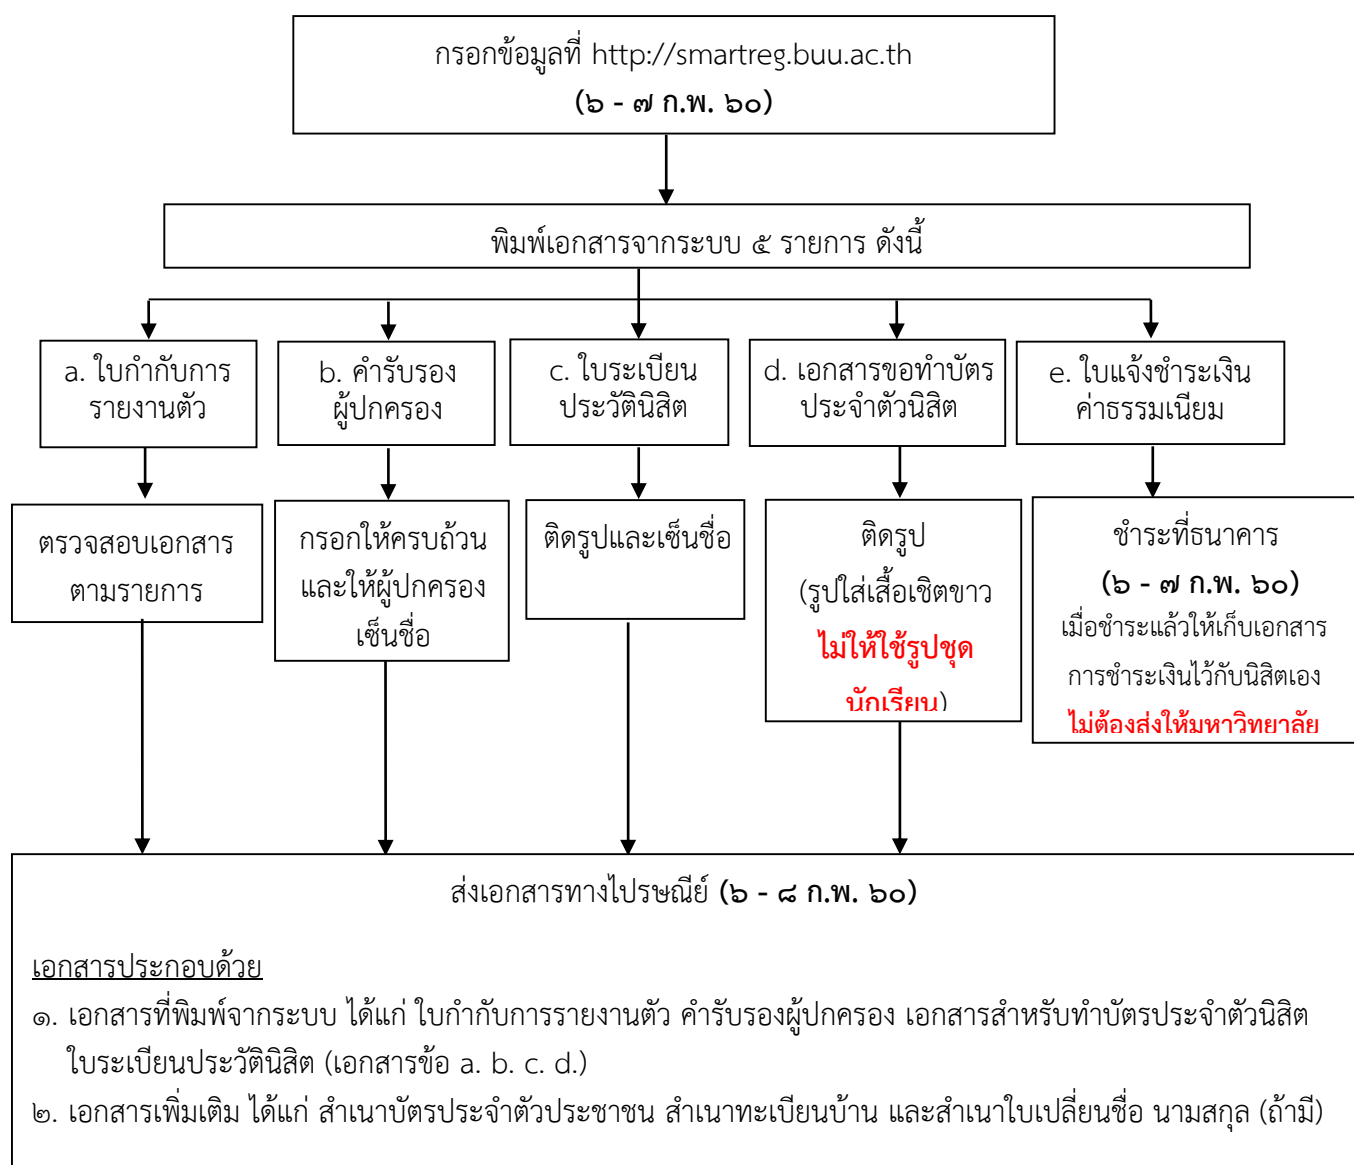 กรอกข้อมูลที่ http://smartreg.buu.ac.th
(๖ - ๗ ก.พ. ๖๐)
พิมพ์เอกสารจากระบบ ๕ รายการ ดังนี้
a. ใบกำกับการ
รายงานตัว
b. คำรับรอง
ผู้ปกครอง
c. ใบระเบียน
ประวัตินิสิต
d. เอกสารขอทำบัตร
ประจำตัวนิสิต
e. ใบแจ้งชำระเงิน
ค่าธรรมเนียม
ตรวจสอบเอกสาร
ตามรายการ
กรอกให้ครบถ้วน
และให้ผู้ปกครอง
เซ็นชื่อ
ติดรูปและเซ็นชื่อ
ติดรูป
(รูปใส่เสื้อเชิตขาว
ไม่ให้ใช้รูปชุด
นักเรียน)
ชำระที่ธนาคาร
(๖ - ๗ ก.พ. ๖๐)
เมื่อชำระแล้วให้เก็บเอกสาร
การชำระเงินไว้กับนิสิตเอง
ไม่ต้องส่งให้มหาวิทยาลัย
ส่งเอกสารทางไปรษณีย์ (๖ - ๘ ก.พ. ๖๐)
เอกสารประกอบด้วย
๑. เอกสารที่พิมพ์จากระบบ ได้แก่ ใบกำกับการรายงานตัว คำรับรองผู้ปกครอง เอกสารสำหรับทำบัตรประจำตัวนิสิต
ใบระเบียนประวัตินิสิต (เอกสารข้อ a. b. c. d.)
๒. เอกสารเพิ่มเติม ได้แก่ สำเนาบัตรประจำตัวประชาชน สำเนาทะเบียนบ้าน และสำเนาใบเปลี่ยนชื่อ นามสกุล (ถ้ามี)